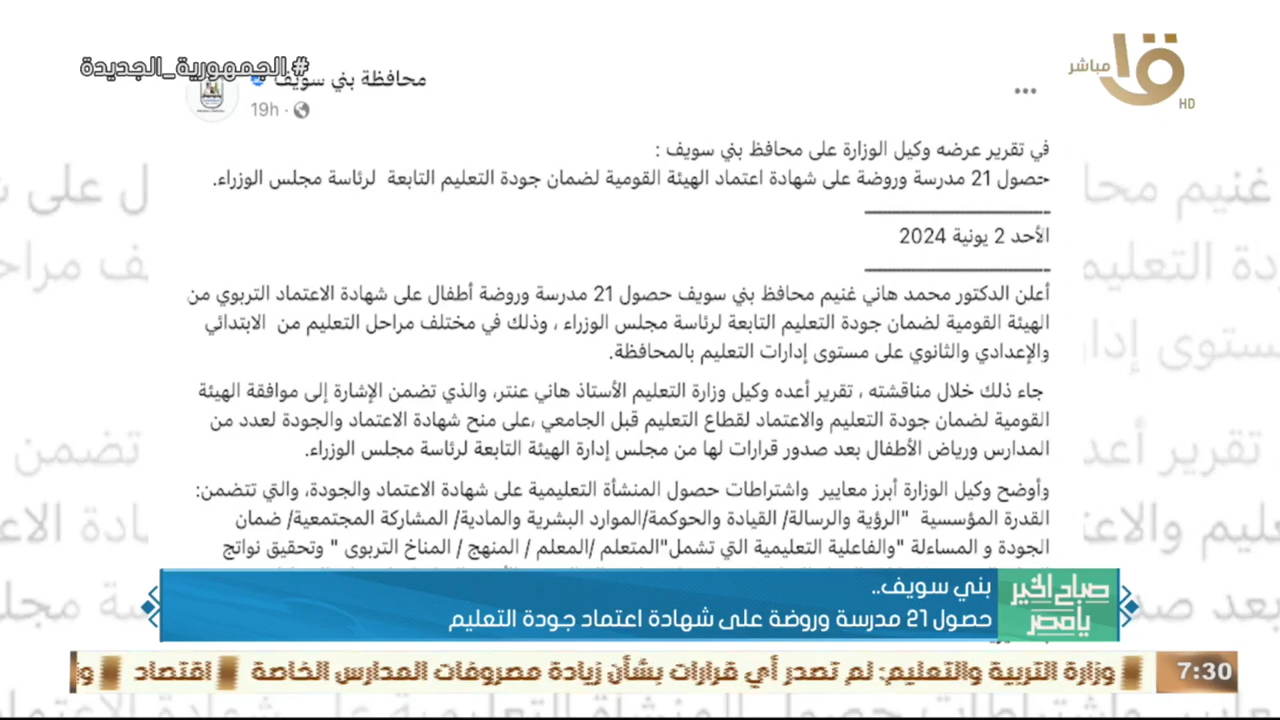 #الجمهورية_الجديدة
مباشر
HD
محافظة بني سويف
19h
في تقرير عرضه وكيل الوزارة على محافظ بني سويف :
حصول 21 مدرسة وروضة على شهادة اعتماد الهيئة القومية لضمان جودة التعليم التابعة لرئاسة مجلس الوزراء.
الأحد 2 يونية 2024
أعلن الدكتور محمد هاني غنيم محافظ بني سويف حصول 21 مدرسة وروضة أطفال على شهادة الاعتماد التربوي من
الهيئة القومية لضمان جودة التعليم التابعة لرئاسة مجلس الوزراء ، وذلك في مختلف مراحل التعليم من الابتدائي
والإعدادي والثانوي على مستوى إدارات التعليم بالمحافظة.
جاء ذلك خلال مناقشته ، تقرير أعده وكيل وزارة التعليم الأستاذ هاني عنتر، والذي تضمن الإشارة إلى موافقة الهيئة
القومية لضمان جودة التعليم والاعتماد لقطاع التعليم قبل الجامعي ،على منح شهادة الاعتماد والجودة لعدد من
المدارس ورياض الأطفال بعد صدور قرارات لها من مجلس إدارة الهيئة التابعة لرئاسة مجلس الوزراء.
وأوضح وكيل الوزارة أبرز معايير واشتراطات حصول المنشأة التعليمية على شهادة الاعتماد والجودة، والتي تتضمن:
القدرة المؤسسية "الرؤية والرسالة/ القيادة والحوكمة/الموارد البشرية والمادية/ المشاركة المجتمعية/ ضمان
الجودة و المساءلة "والفاعلية التعليمية التي تشمل"المتعلم /المعلم / المنهج / المناخ التربوى " وتحقيق نواتج
صباح الخير يا مصر
بني سويف..
حصول 21 مدرسة وروضة على شهادة اعتماد جودة التعليم
7:30
وزارة التربية والتعليم: لم تصدر أي قرارات بشأن زيادة مصروفات المدارس الخاصة اقتصاد